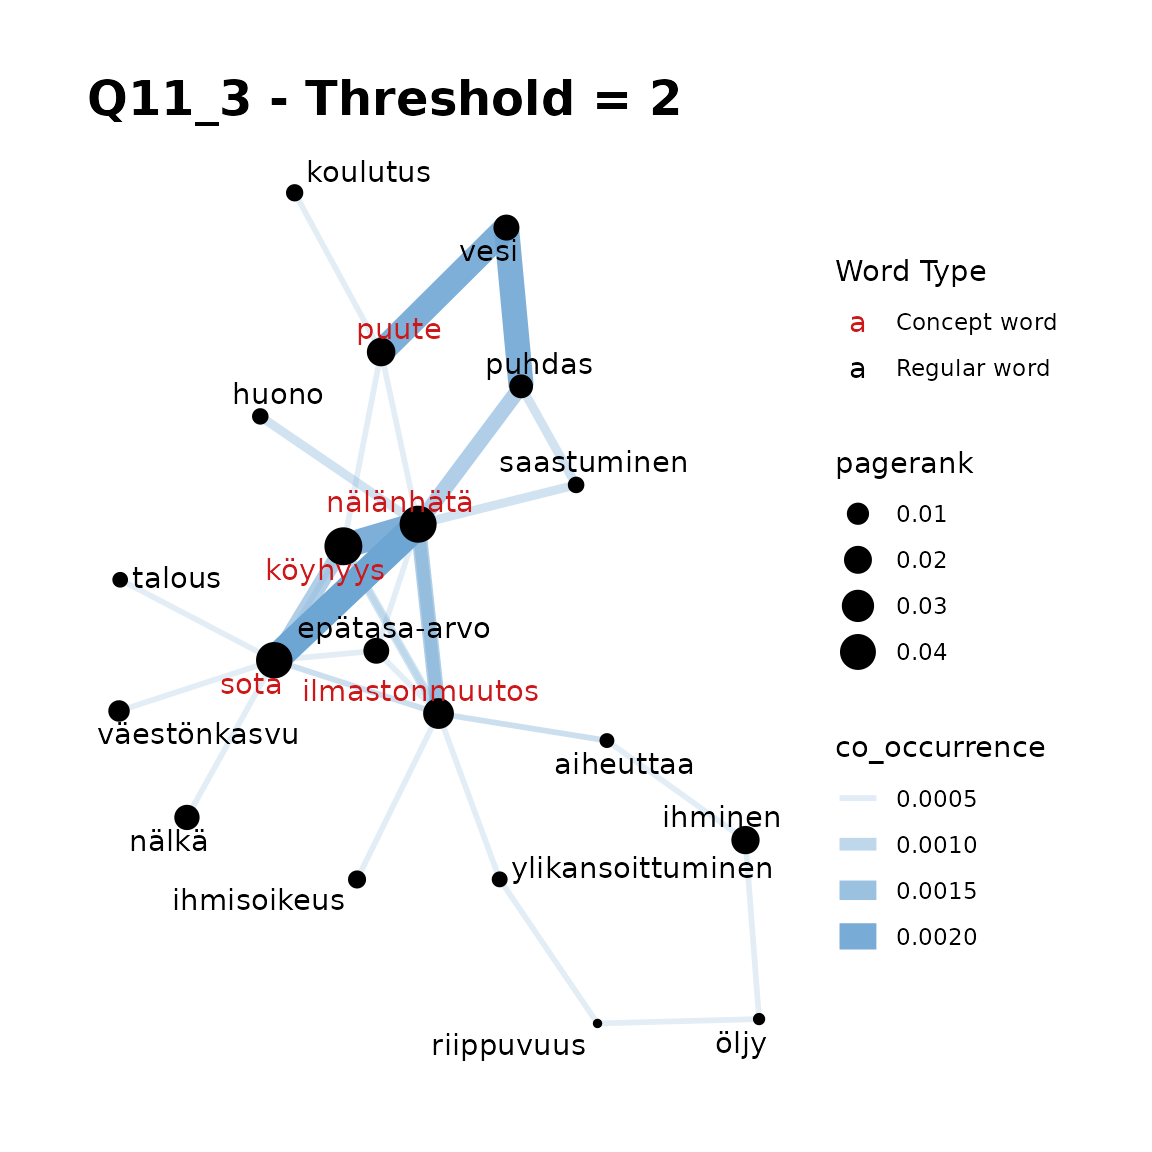 Q11_3 - Threshold = 2
koulutus
vesi
puute
puhdas
huono
saastuminen
nälänhätä
köyhyys
talous
epätasa-arvo
sota
ilmastonmuutos
väestönkasvu
aiheuttaa
ihminen
nälkä
ylikansoittuminen
ihmisoikeus
riippuvuus
öljy
Word Type
a Concept word
a Regular word
pagerank
0.01
0.02
0.03
0.04
co_occurrence
0.0005
0.0010
0.0015
0.0020